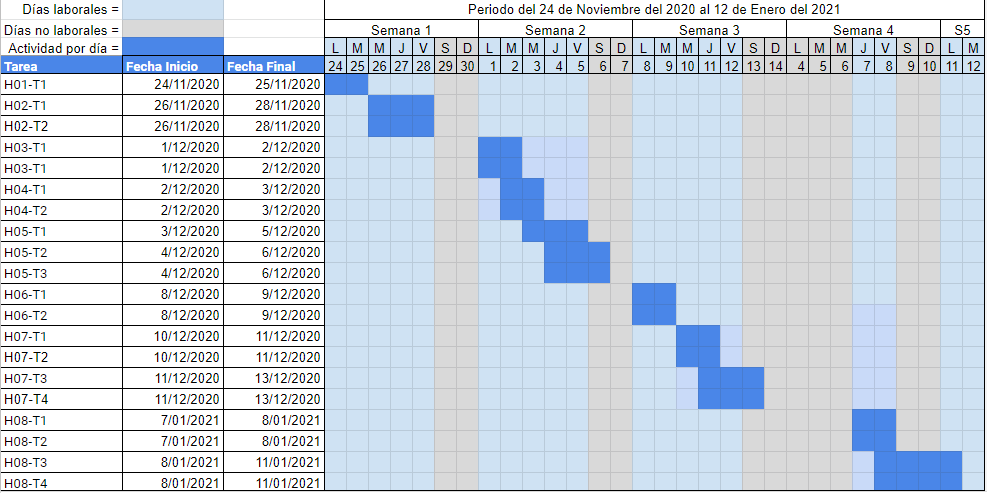 Días laborales =
Periodo del 24 de Noviembre del 2020 al 12 de Enero del 2021
Días no laborales =
Semana 1 Semana 2 Semana 3 Semana 4 S5
Actividad por día =
L M J V S D L M M J V S D L M M J V S D L M M J V S D L M
Tarea Fecha Inicio Fecha Final 24 25 26 27 28 29 30 1 2 3 4 5 6 7 8 9 10 11 12 13 14 4 5 6 7 8 9 10 11 12
H01-T1 24/11/2020 25/11/2020
H02-T1 26/11/2020 28/11/2020
H02-T2 26/11/2020 28/11/2020
H03-T1 1/12/2020 2/12/2020
H03-T1 1/12/2020 2/12/2020
H04-T1 2/12/2020 3/12/2020
H04-T2 2/12/2020 3/12/2020
H05-T1 3/12/2020 5/12/2020
H05-T2 4/12/2020 6/12/2020
H05-T3 4/12/2020 6/12/2020
H06-T1 8/12/2020 9/12/2020
H06-T2 8/12/2020 9/12/2020
H07-T1 10/12/2020 11/12/2020
H07-T2 10/12/2020 11/12/2020
H07-T3 11/12/2020 13/12/2020
H07-T4 11/12/2020 13/12/2020
H08-T1 7/01/2021 8/01/2021
H08-T2 7/01/2021 8/01/2021
H08-T3 8/01/2021 11/01/2021
H08-T4 8/01/2021 11/01/2021